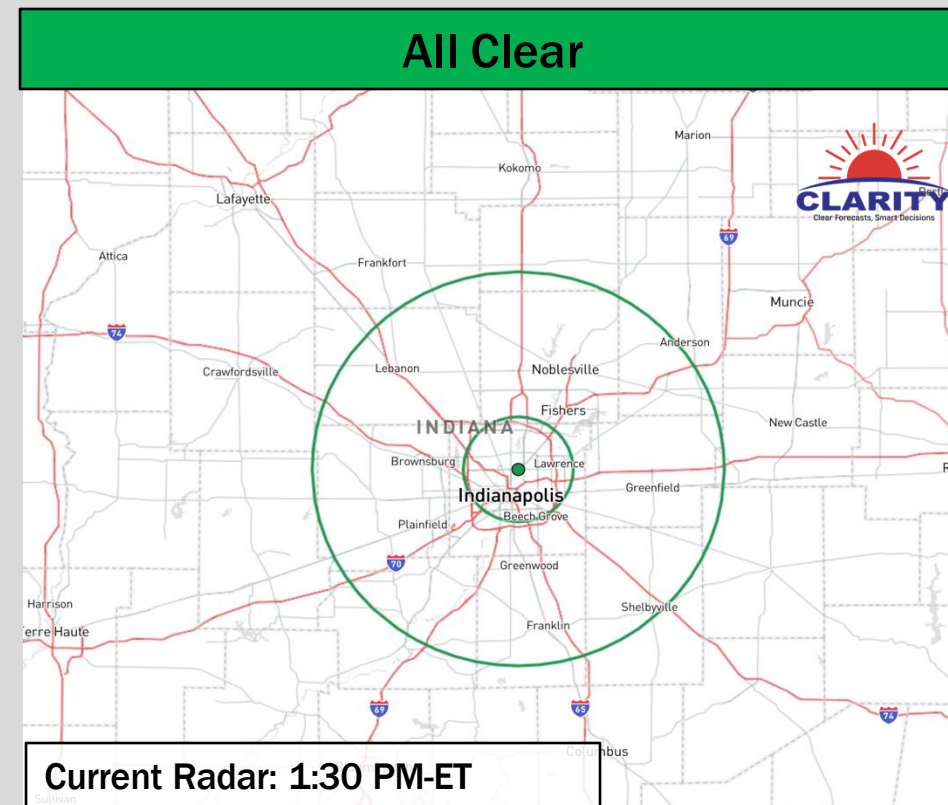 All Clear
Marion
Kokomo
CLARITY
Clear Forecasts, Smart Decisions
Lafayette
69
Attica
Frankfort
Muncie
74
Anderson
Crawfordsville
Lebanon
Noblesville
Fishers
INDIANA
New Castle
Brownsburg
Lawrence
Greenfield
Indianapolis
Beech Grove
Plainfield
70
Greenwood
Harrison
Shelbyville
Franklin
erre Haute
69
65
74
Current Radar: 1:30 PM-ET
Sullivan